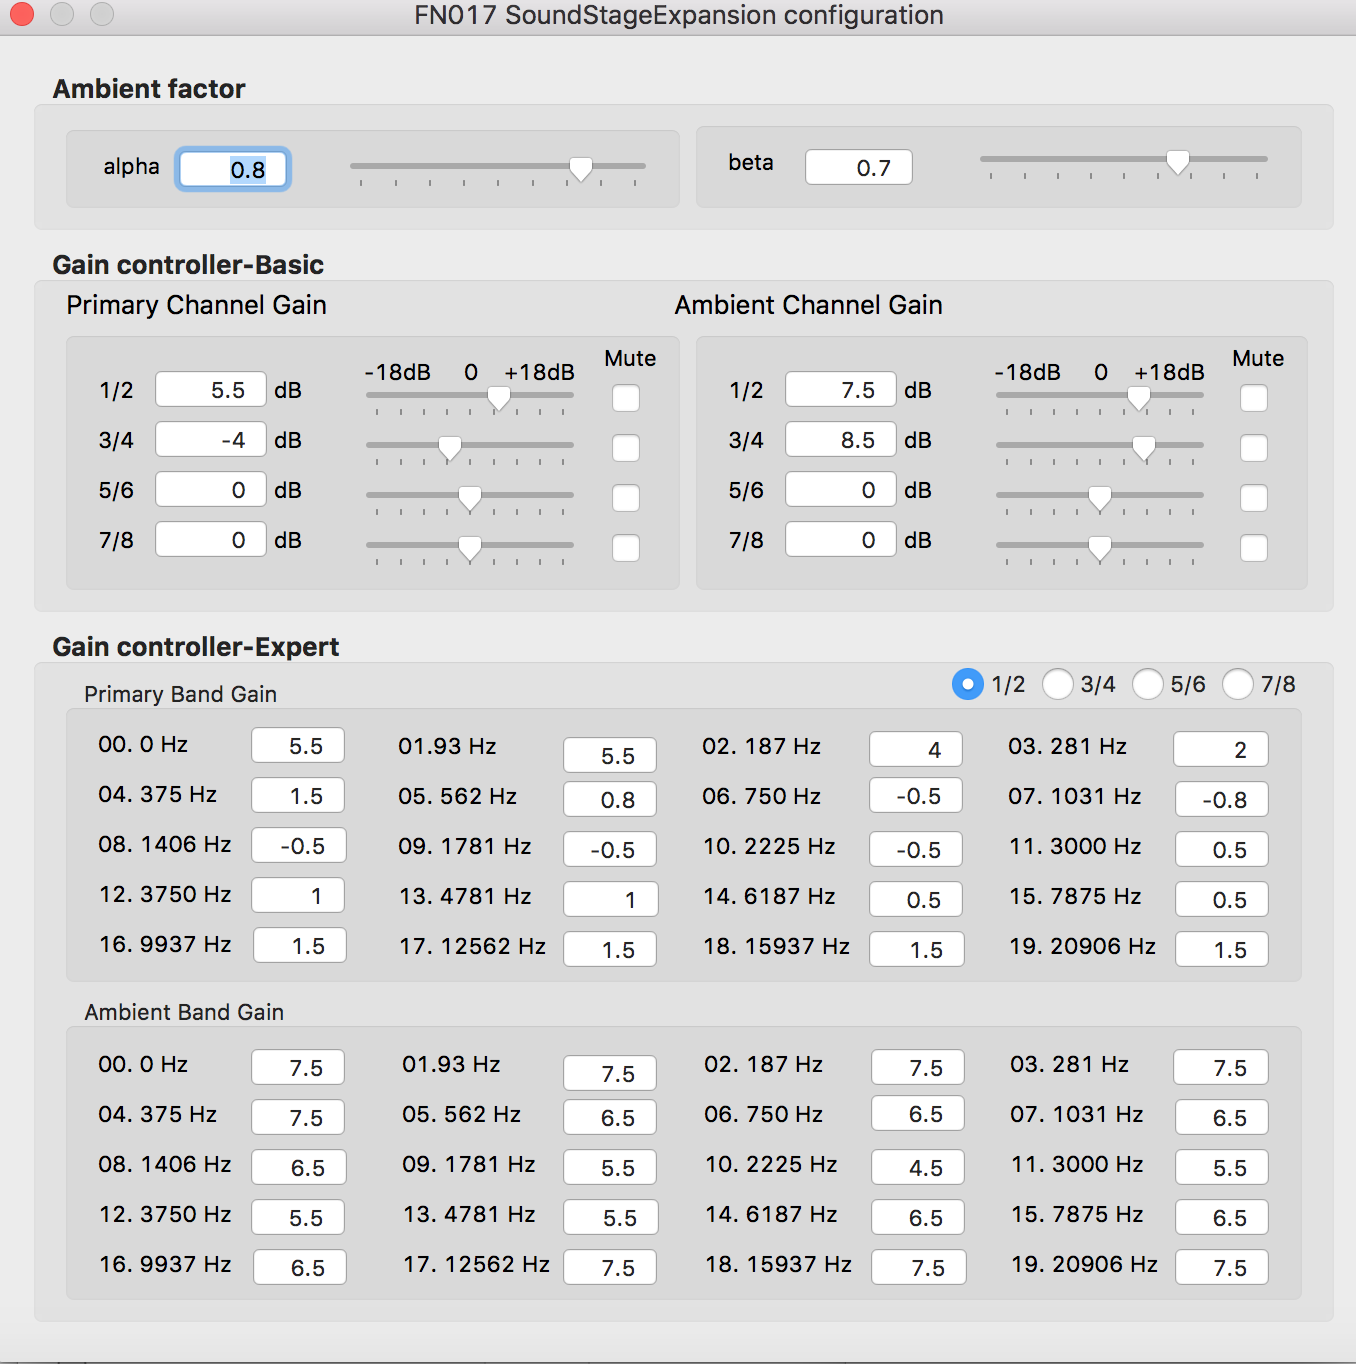 FN017 SoundStageExpansion configuration
Ambient factor
alpha 0.8 beta 0.7
Gain controller-Basic
Primary Channel Gain Ambient Channel Gain
-18dB 0 +18dB Mute -18dB 0 +18dB Mute
1/2 5.5 dB 1/2 7.5 dB
3/4 -4 dB 3/4 8.5 dB
5/6 0 dB 5/6 0 dB
7/8 0 dB 7/8 0 dB
Gain controller-Expert
Primary Band Gain 1/2 3/4 5/6 7/8
00. 0 Hz 5.5 01.93 Hz 5.5 02. 187 Hz 4 03. 281 Hz 2
04. 375 Hz 1.5 05. 562 Hz 0.8 06. 750 Hz -0.5 07. 1031 Hz -0.8
08. 1406 Hz -0.5 09. 1781 Hz -0.5 10. 2225 Hz -0.5 11. 3000 Hz 0.5
12. 3750 Hz 1 13. 4781 Hz 1 14. 6187 Hz 0.5 15. 7875 Hz 0.5
16. 9937 Hz 1.5 17. 12562 Hz 1.5 18. 15937 Hz 1.5 19. 20906 Hz 1.5
Ambient Band Gain
00. 0 Hz 7.5 01.93 Hz 7.5 02. 187 Hz 7.5 03. 281 Hz 7.5
04. 375 Hz 7.5 05. 562 Hz 6.5 06. 750 Hz 6.5 07. 1031 Hz 6.5
08. 1406 Hz 6.5 09. 1781 Hz 5.5 10. 2225 Hz 4.5 11. 3000 Hz 5.5
12. 3750 Hz 5.5 13. 4781 Hz 5.5 14. 6187 Hz 6.5 15. 7875 Hz 6.5
16. 9937 Hz 6.5 17. 12562 Hz 7.5 18. 15937 Hz 7.5 19. 20906 Hz 7.5